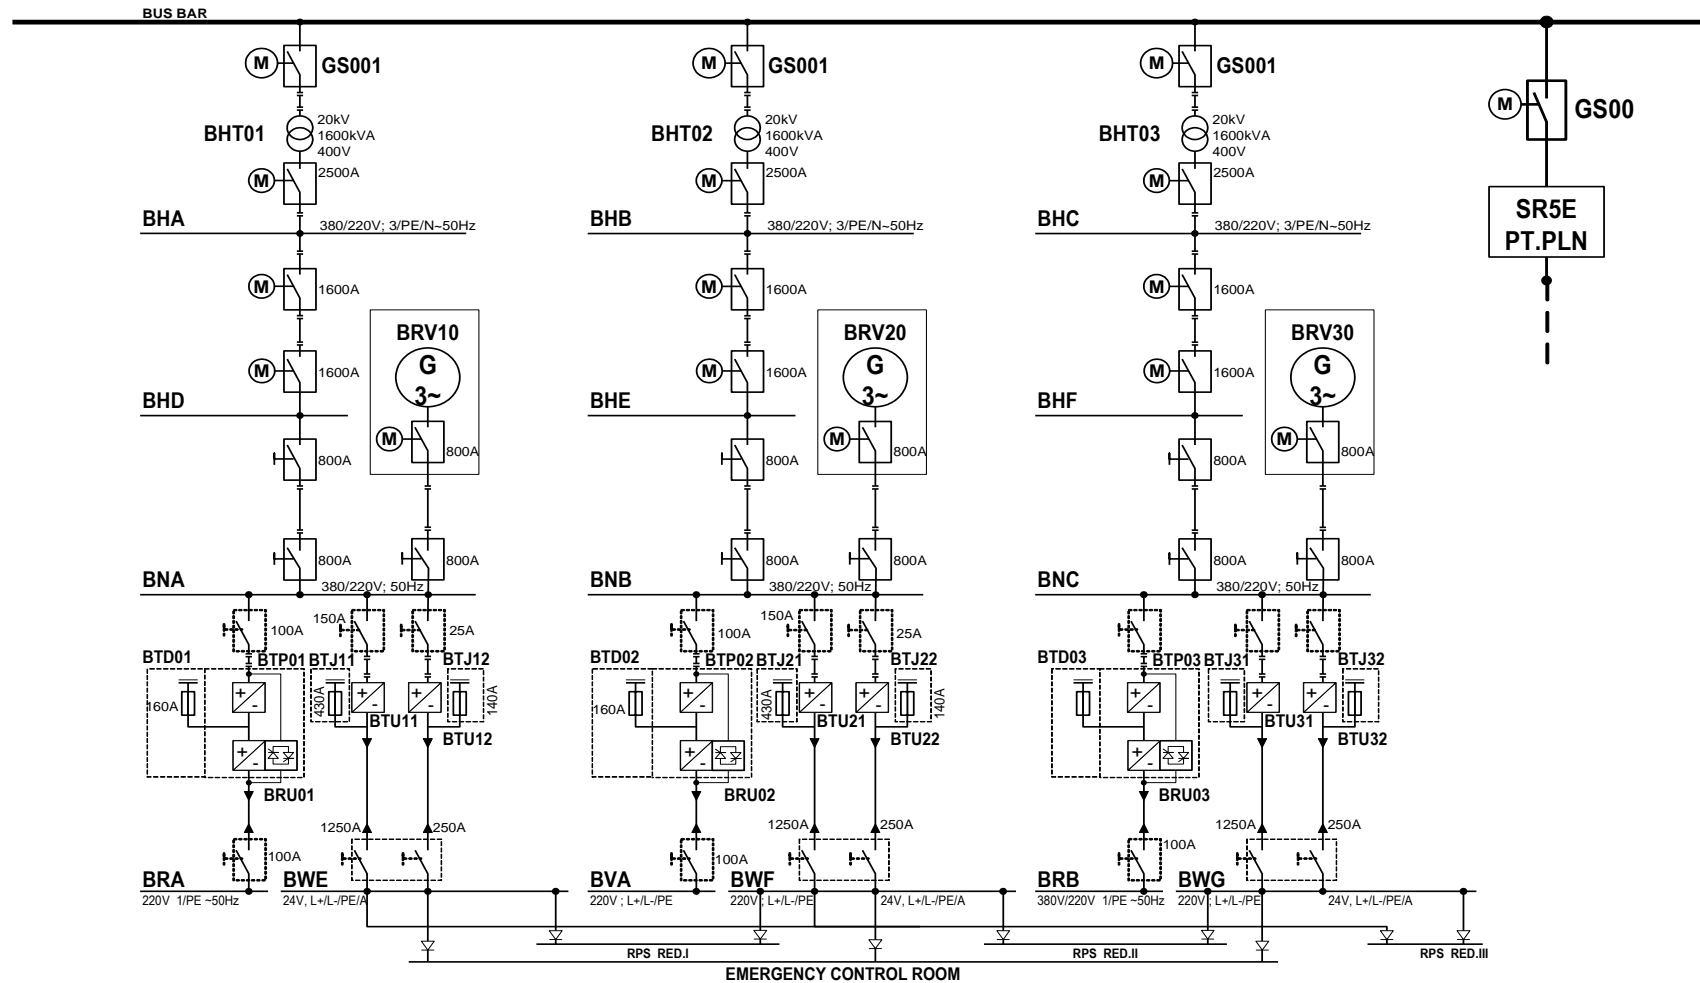 BUS BAR
M GS001 M GS001 M GS001
M GS00
BHT01 20kV BHT02 20kV BHT03 20kV
1600kVA 1600kVA 1600kVA
400V 400V 400V
M 2500A M 2500A M 2500A
SR5E
PT.PLN
BHA 380/220V; 3/PE/N~50Hz BHB 380/220V; 3/PE/N~50Hz BHC 380/220V; 3/PE/N~50Hz
M 1600A M 1600A M 1600A
BRV10 BRV20 BRV30
M 1600A G M 1600A G M 1600A G
3~ 3~ 3~
BHD BHE BHF
M 800A M 800A M 800A
800A 800A 800A
800A 800A 800A 800A 800A 800A
BNA 380/220V; 50Hz BNB 380/220V; 50Hz BNC 380/220V; 50Hz
150A 150A
100A 25A 100A 25A
BTD01 BTP01 BTJ11 BTJ12 BTD02 BTP02 BTJ21 BTJ22 BTD03 BTP03 BTJ31 BTJ32
+ - + - + - + - + - + - + - + - + -
160A 430A 140A 160A 430A 140A
BTU11 BTU21 BTU31
BTU12 BTU22 BTU32
+ - + - + -
BRU01 BRU02 BRU03
1250A 250A 1250A 250A 1250A 250A
100A 100A 100A
BRA BWE BVA BWF BRB BWG
220V 1/PE ~50Hz 24V, L+/L-/PE/A 220V ; L+/L-/PE 220V ; L+/L-/PE 24V, L+/L-/PE/A 380V/220V 1/PE ~50Hz 220V ; L+/L-/PE 24V, L+/L-/PE/A
RPS RED.I RPS RED.II RPS RED.III
EMERGENCY CONTROL ROOM